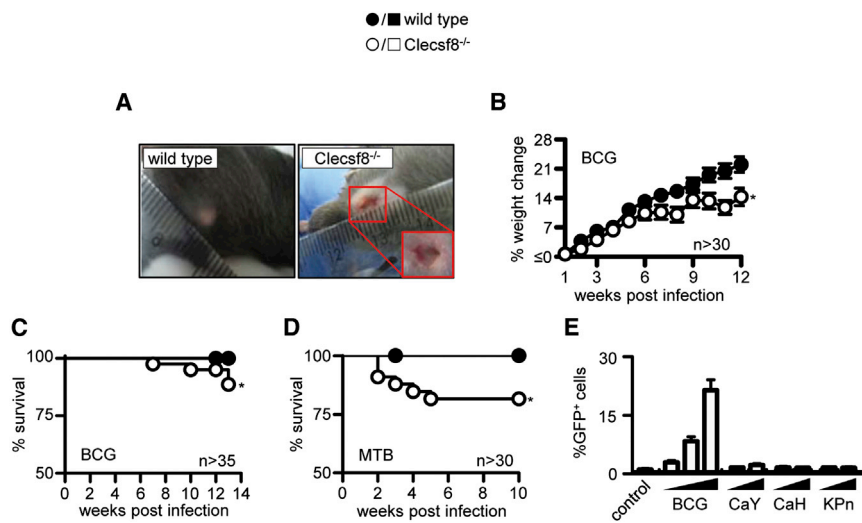 ●/■ wild type
○/□ Clecsf8-/-
A
wild type
Clecsf8-/-
B
% weight change
28
21
14
7
≤0
BCG
*
n>30
1 3 6 9 12
weeks post infection
C
% survival
100
75
50
BCG
*
n>35
0 2 4 6 8 10 12 14
weeks post infection
D
% survival
100
75
50
MTB
*
n>30
0 2 4 6 8 10
weeks post infection
E
%GFP+ cells
30
15
0
control
BCG CaY CaH KPn